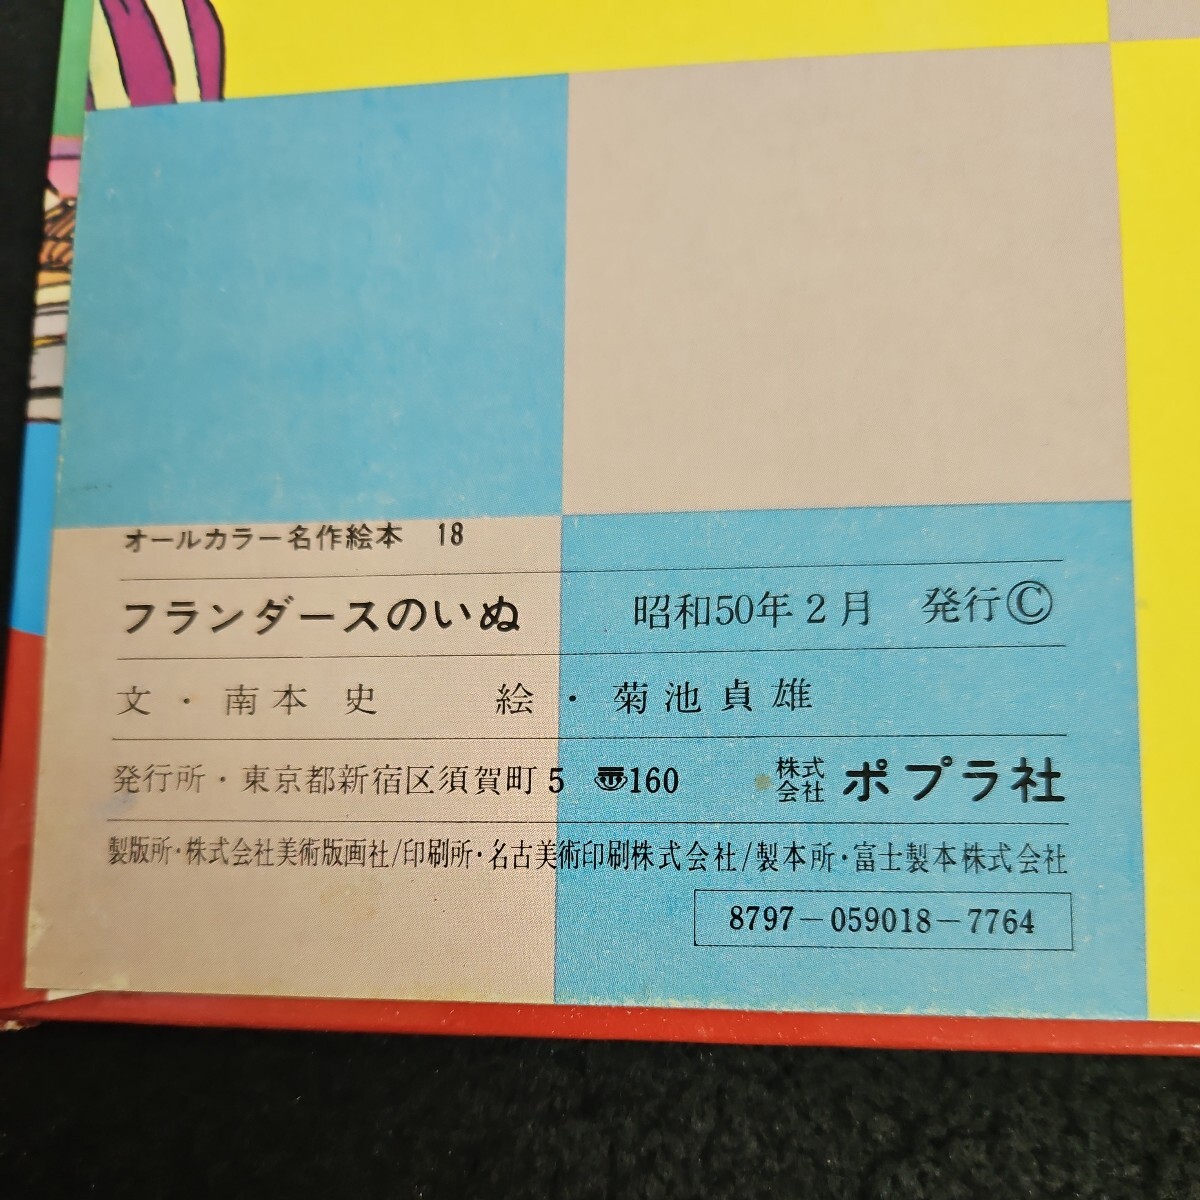 オールカラー名作絵本 18
フランダースのいぬ 昭和50年2月 発行Ⓒ
文・南本 史 絵・菊池貞雄
発行所・東京都新宿区須賀町5 〠160 株式会社 ポプラ社
製版所・株式会社美術版画社/印刷所・名古美術印刷株式会社/製本所・富士製本株式会社
8797-059018-7764